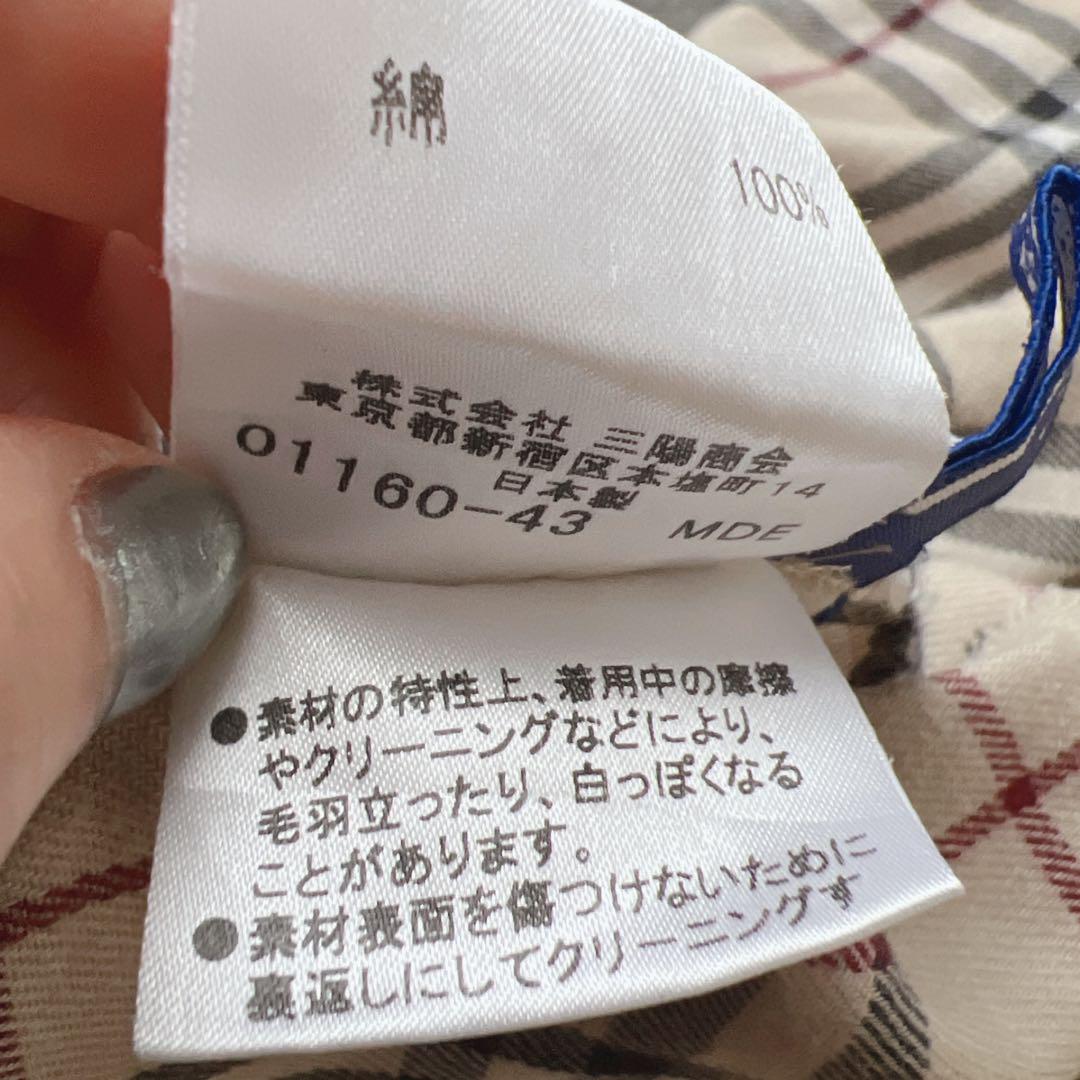 綿
100%
株式会社 三陽商会
東京都新宿区本塩町14
日本製
01160-43 MDE
●素材の特性上、着用中の摩擦
やクリーニングなどにより、
毛羽立ったり、白っぽくなる
ことがあります。
●素材表面を傷つけないために
裏返しにしてクリーニングす